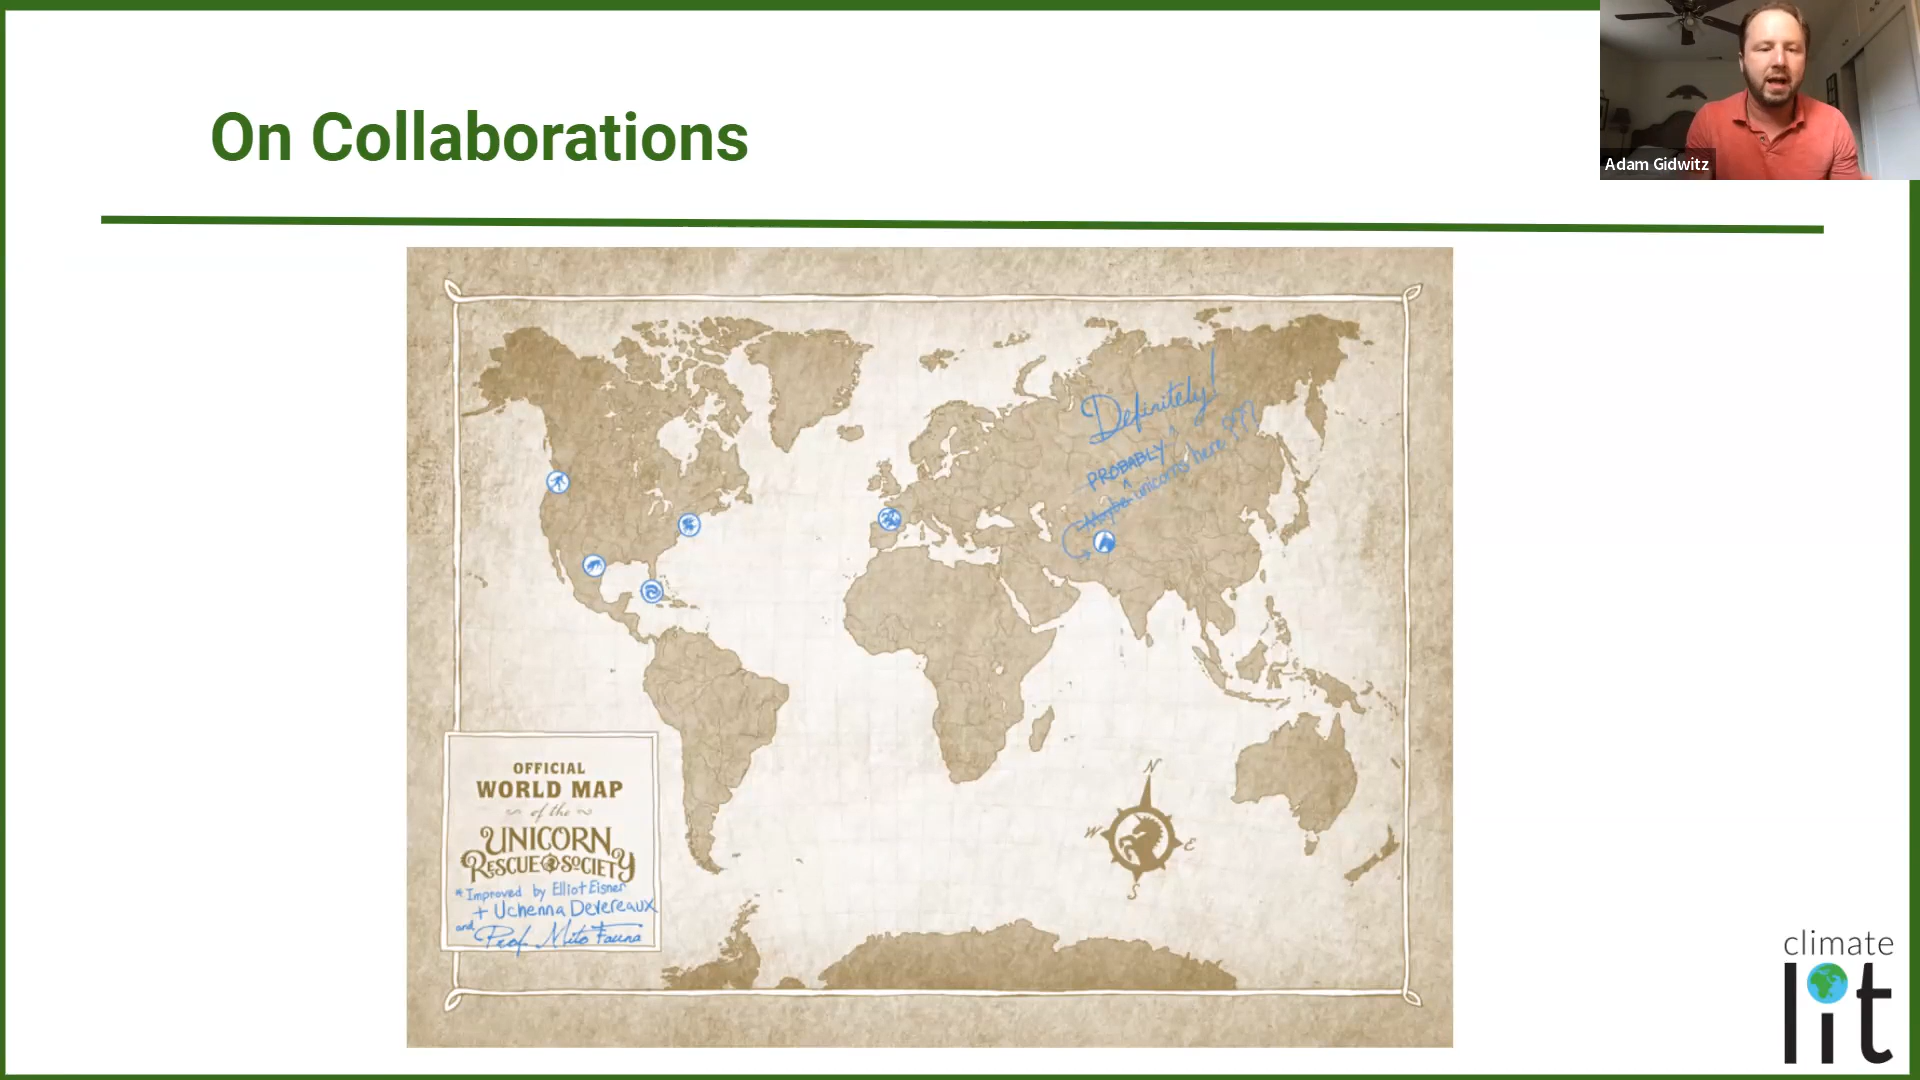 On Collaborations
Adam Gidwitz
Definitely!
PROBABLY
^
^
Maybe unicorns here???
N
W
E
S
OFFICIAL
WORLD MAP
of the
UNICORN
RESCUE SOCIETY
*Improved by Elliot Eisner
+ Uchenna Devereaux
and Prof. Mito Fauna
climate
lit